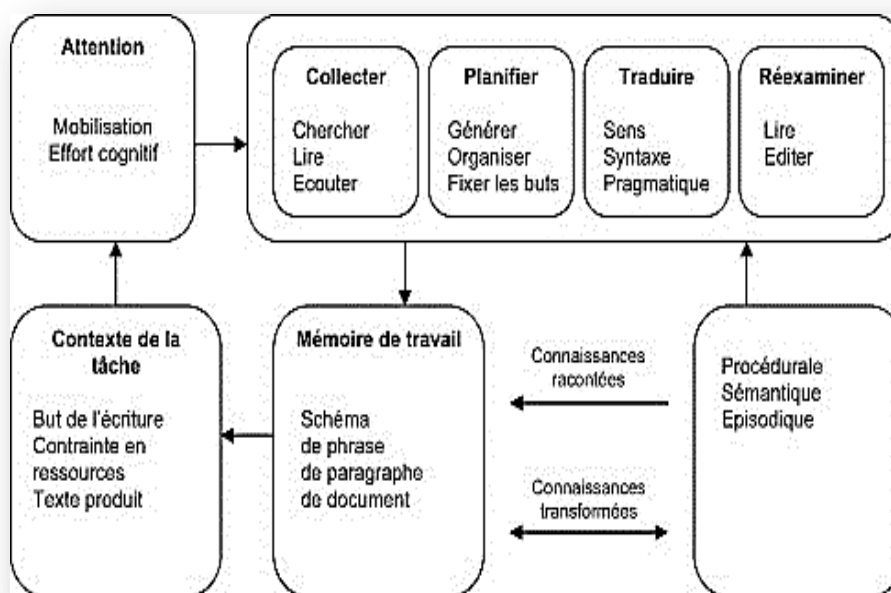 Attention
Mobilisation
Effort cognitif
Collecter
Chercher
Lire
Ecouter
Planifier
Générer
Organiser
Fixer les buts
Traduire
Sens
Syntaxe
Pragmatique
Réexaminer
Lire
Editer
Contexte de la
tâche
But de l'écriture
Contrainte en
ressources
Texte produit
Mémoire de travail
Schéma
de phrase
de paragraphe
de document
Connaissances
racontées
Connaissances
transformées
Procédurale
Sémantique
Episodique